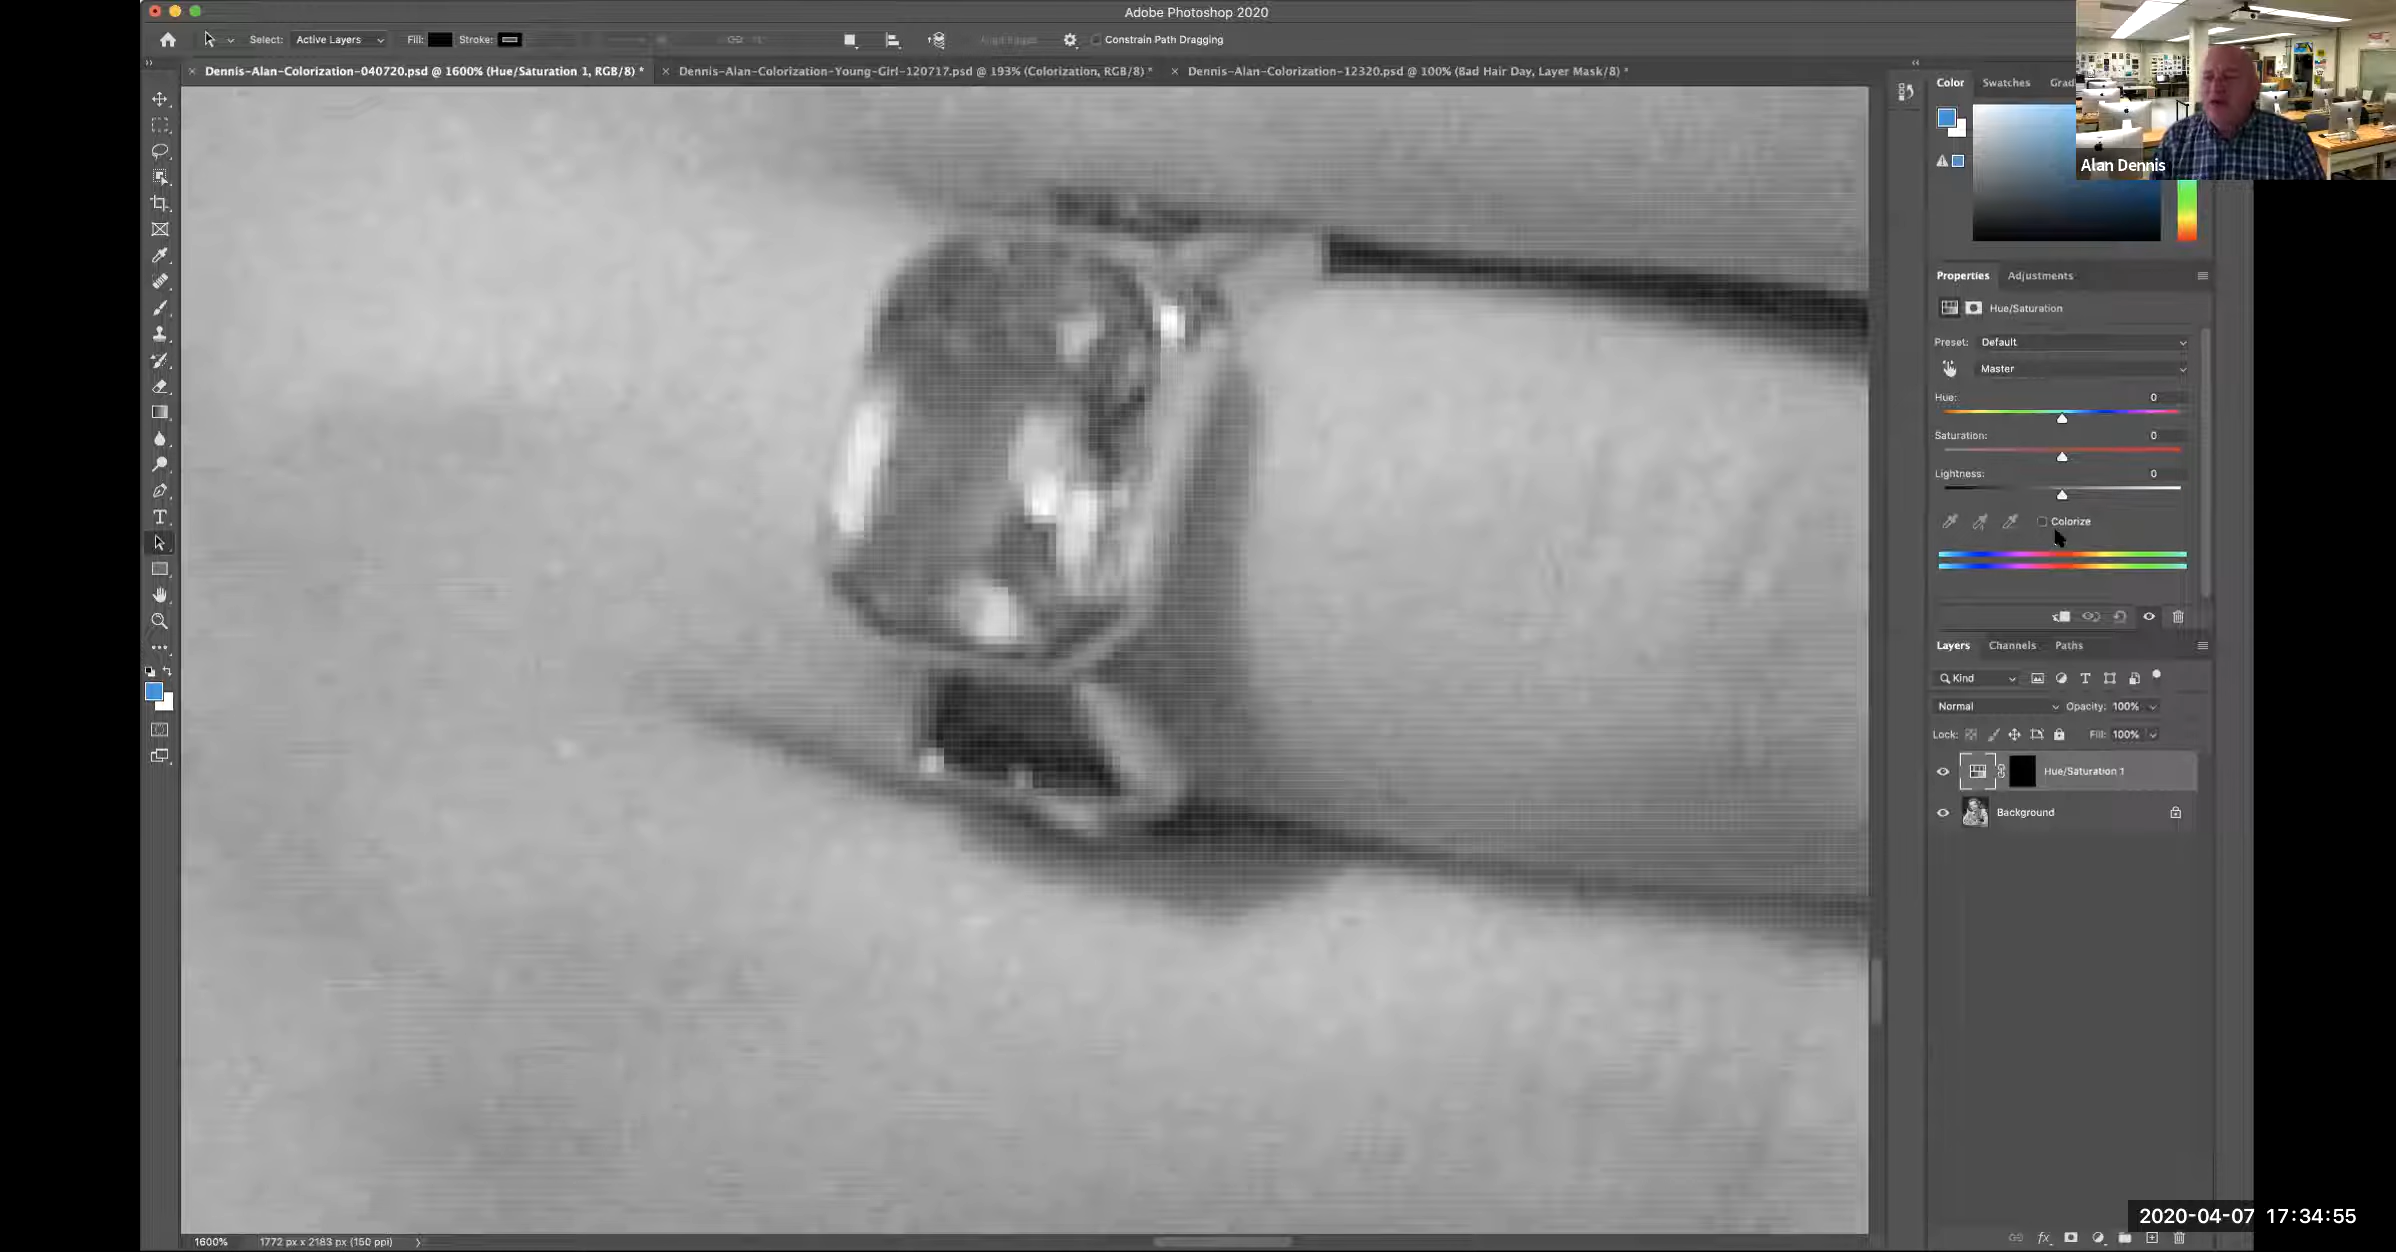 Adobe Photoshop 2020
Select: Active Layers Fill: Stroke: Align Edges Constrain Path Dragging
Dennis-Alan-Colorization-040720.psd @ 1600% (Hue/Saturation 1, RGB/8) *
Dennis-Alan-Colorization-Young-Girl-120717.psd @ 193% (Colorization, RGB/8) *
Dennis-Alan-Colorization-12320.psd @ 100% (Bad Hair Day, Layer Mask/8) *
Color Swatches Grad
Alan Dennis
Properties Adjustments
Hue/Saturation
Preset: Default
Master
Hue: 0
Saturation: 0
Lightness: 0
Colorize
Layers Channels Paths
Kind
Normal Opacity: 100%
Lock: Fill: 100%
Hue/Saturation 1
Background
2020-04-07 17:34:55
1600% 1772 px x 2183 px (150 ppi)